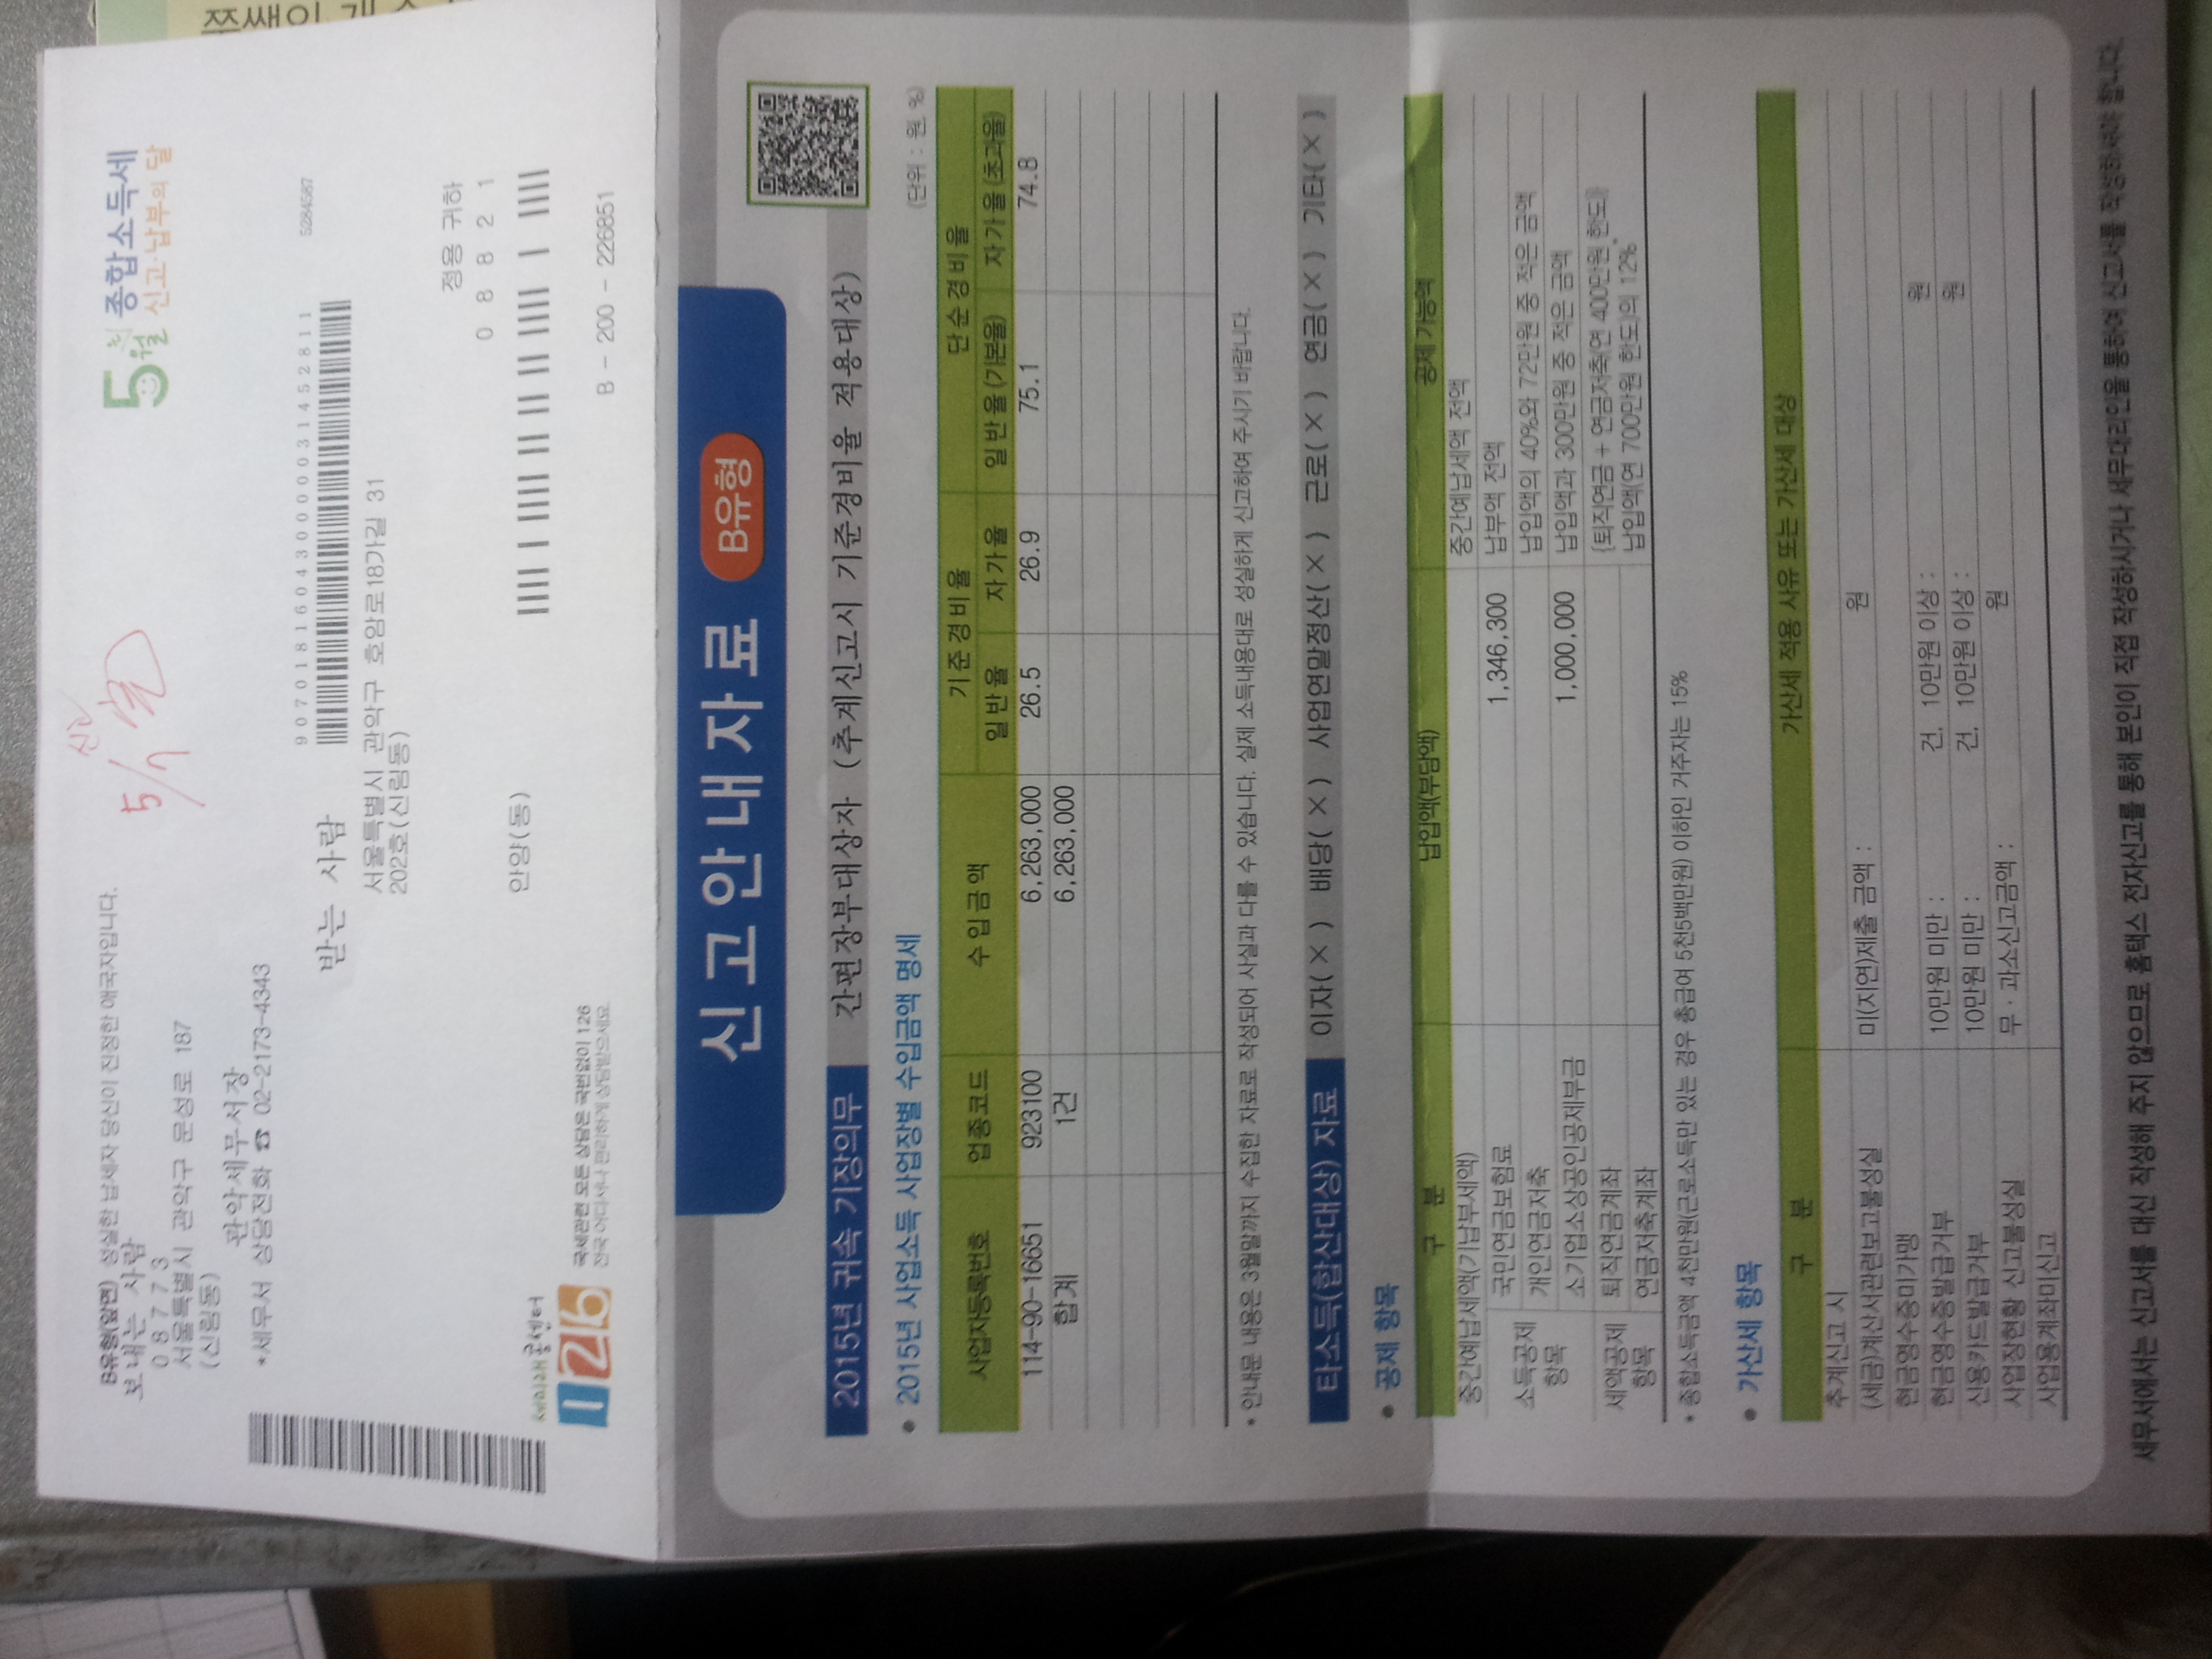 B유형(앞면) 성실한 납세자 당신이 진정한 애국자입니다.
보내는 사람
08773
서울특별시 관악구 문성로 187
(신림동)
관악세무서장
*세무서 상담전화 ☎ 02-2173-4343
5/1
5월
종합소득세
신고·납부의 달
907018160430000031452811
5284587
받는 사람
서울특별시 관악구 호암로18가길 31
202호(신림동)
정용 귀하
08821
안양(동)
세미래콜센터
126
국세관련 모든 상담은 국번없이 126
전국 어디서나 편리하게 상담받으세요.
B - 200 - 226851
신고안내자료 B유형
2015년 귀속 기장의무 간편장부대상자 (추계신고시 기준경비율 적용대상)
• 2015년 사업소득 사업장별 수입금액 명세
(단위 : 원, %)
사업자등록번호 업종코드 수입금액 기준경비율 단순경비율
일반율 자가율 일반율(기본율) 자가율(초과율)
114-90-16651 923100 6,263,000 26.5 26.9 75.1 74.8
합계 1건 6,263,000
* 안내문 내용은 3월말까지 수집한 자료로 작성되어 사실과 다를 수 있습니다. 실제 소득내용대로 성실하게 신고하여 주시기 바랍니다.
타소득(합산대상) 자료 이자( × ) 배당( × ) 사업연말정산( × ) 근로( × ) 연금( × ) 기타( × )
• 공제 항목
구 분 납입액(부담액) 공제가능액
중간예납세액(기납부세액) 중간예납세액 전액
소득공제 항목 국민연금보험료 1,346,300 납부액 전액
개인연금저축 납입액의 40%와 72만원 중 적은 금액
소기업소상공인공제부금 1,000,000 납입액과 300만원 중 적은 금액
세액공제 항목 퇴직연금계좌 {퇴직연금 + 연금저축(연 400만원 한도)}
연금저축계좌 납입액(연 700만원 한도)의 12%*
* 종합소득금액 4천만원(근로소득만 있는 경우 총급여 5천5백만원) 이하인 거주자는 15%
• 가산세 항목
구 분 가산세 적용 사유 또는 가산세 대상
추계신고 시
(세금)계산서관련보고불성실 미(지연)제출 금액 : 원
현금영수증미가맹
현금영수증발급거부 10만원 미만 : 건, 10만원 이상 : 원
신용카드발급거부 10만원 미만 : 건, 10만원 이상 : 원
사업장현황 신고불성실 무·과소신고금액 : 원
사업용계좌미신고
세무서에서는 신고서를 대신 작성해 주지 않으므로 홈택스 전자신고를 통해 본인이 직접 작성하시거나 세무대리인을 통하여 신고서를 작성하셔야 합니다.